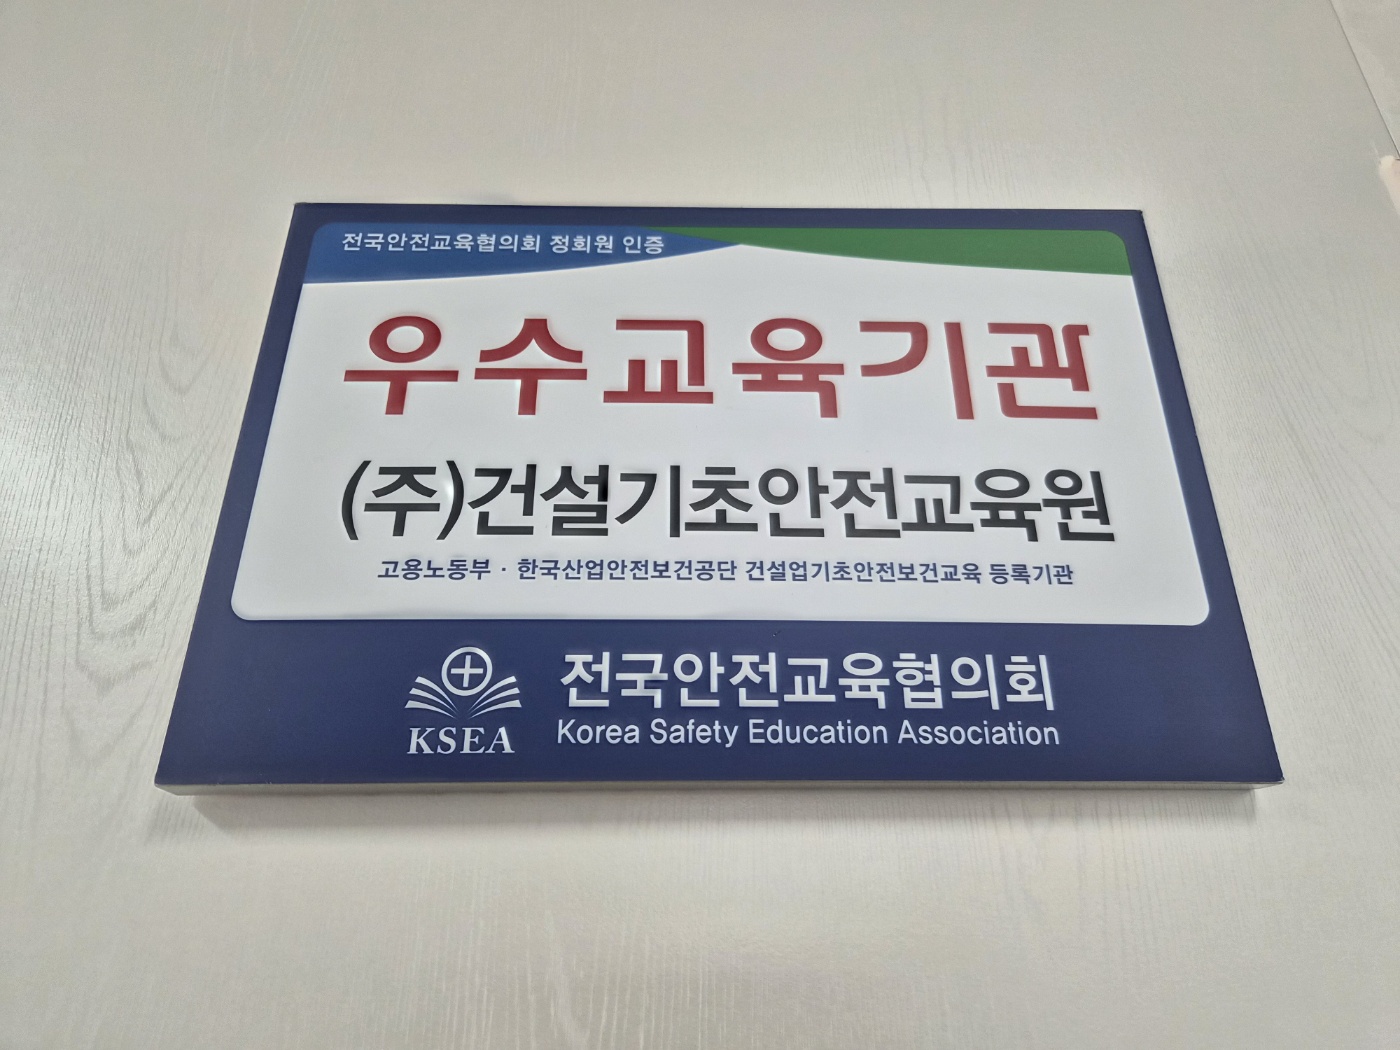 전국안전교육협의회 정회원 인증
우수교육기관
(주)건설기초안전교육원
고용노동부 · 한국산업안전보건공단 건설업기초안전보건교육 등록기관
전국안전교육협의회
KSEA Korea Safety Education Association